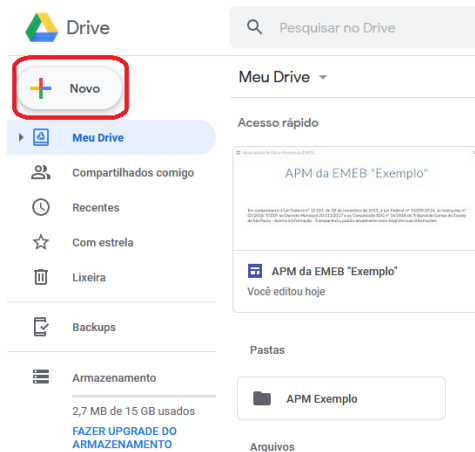 Drive
Pesquisar no Drive
Novo
Meu Drive
Compartilhados comigo
Recentes
Com estrela
Lixeira
Backups
Armazenamento
2,7 MB de 15 GB usados
FAZER UPGRADE DO
ARMAZENAMENTO
Meu Drive
Acesso rápido
APM da EMEB "Exemplo"
APM da EMEB "Exemplo"
Você editou hoje
Pastas
APM Exemplo
Arquivos